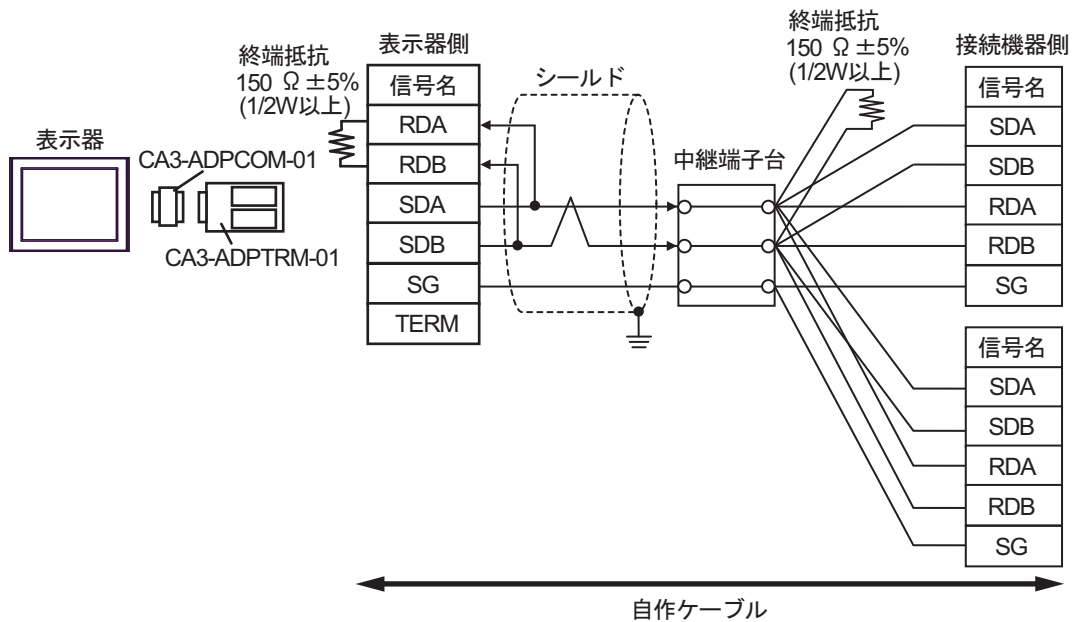 表示器
CA3-ADPCOM-01
CA3-ADPTRM-01
終端抵抗
150 Ω ±5%
(1/2W以上)
表示器側
信号名
RDA
RDB
SDA
SDB
SG
TERM
シールド
中継端子台
終端抵抗
150 Ω ±5%
(1/2W以上)
接続機器側
信号名
SDA
SDB
RDA
RDB
SG
信号名
SDA
SDB
RDA
RDB
SG
自作ケーブル